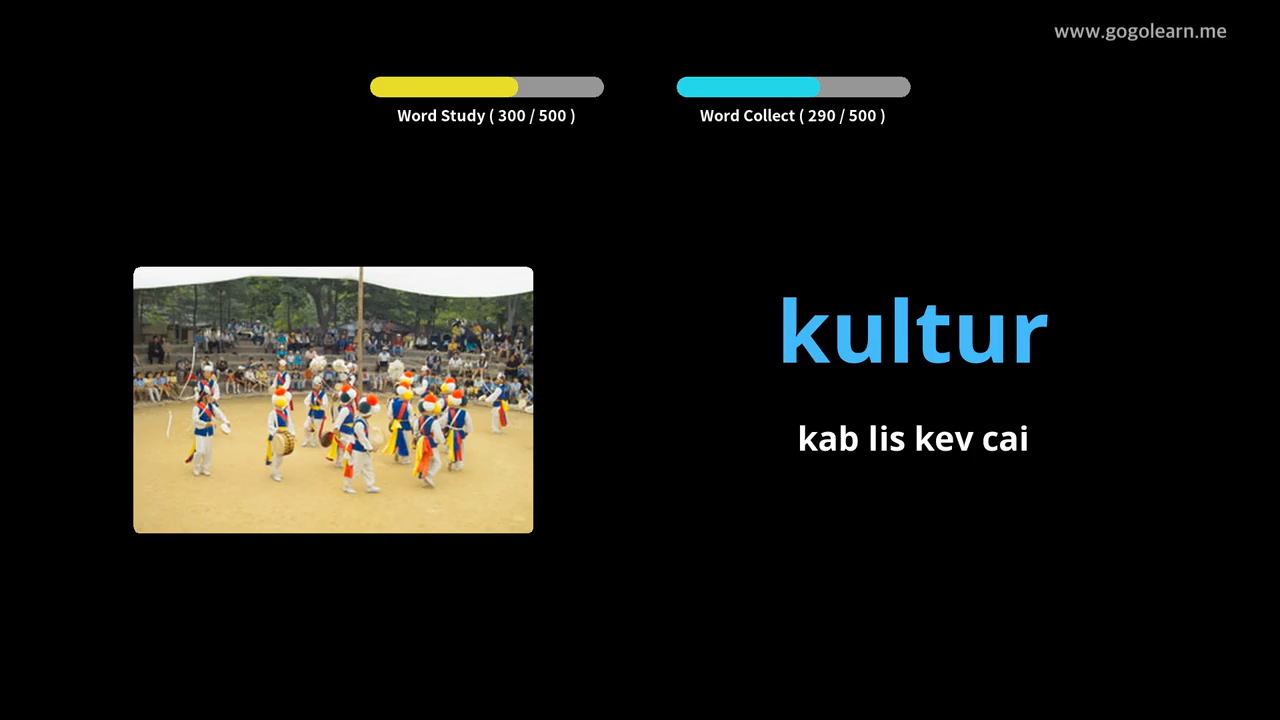 www.gogolearn.me
Word Study ( 300 / 500 )
Word Collect ( 290 / 500 )
kultur
kab lis kev cai